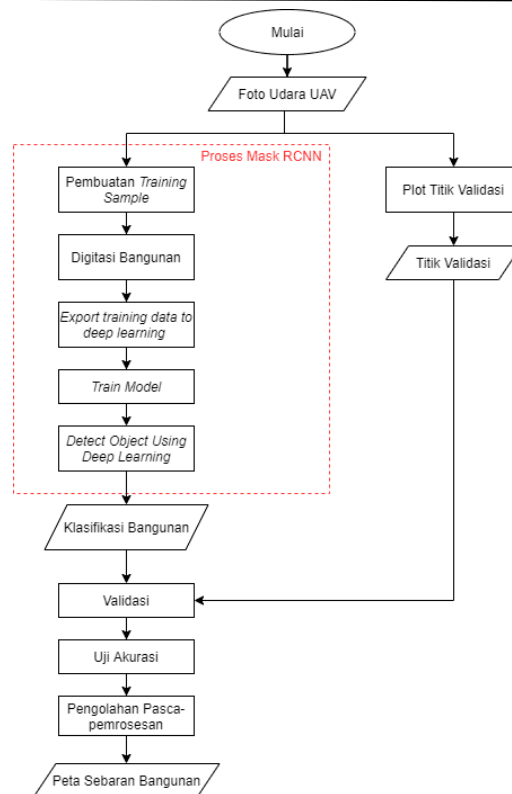 Mulai
Foto Udara UAV
Proses Mask RCNN
Pembuatan Training
Sample
Plot Titik Validasi
Digitasi Bangunan
Titik Validasi
Export training data to
deep learning
Train Model
Detect Object Using
Deep Learning
Klasifikasi Bangunan
Validasi
Uji Akurasi
Pengolahan Pasca-
pemrosesan
Peta Sebaran Bangunan